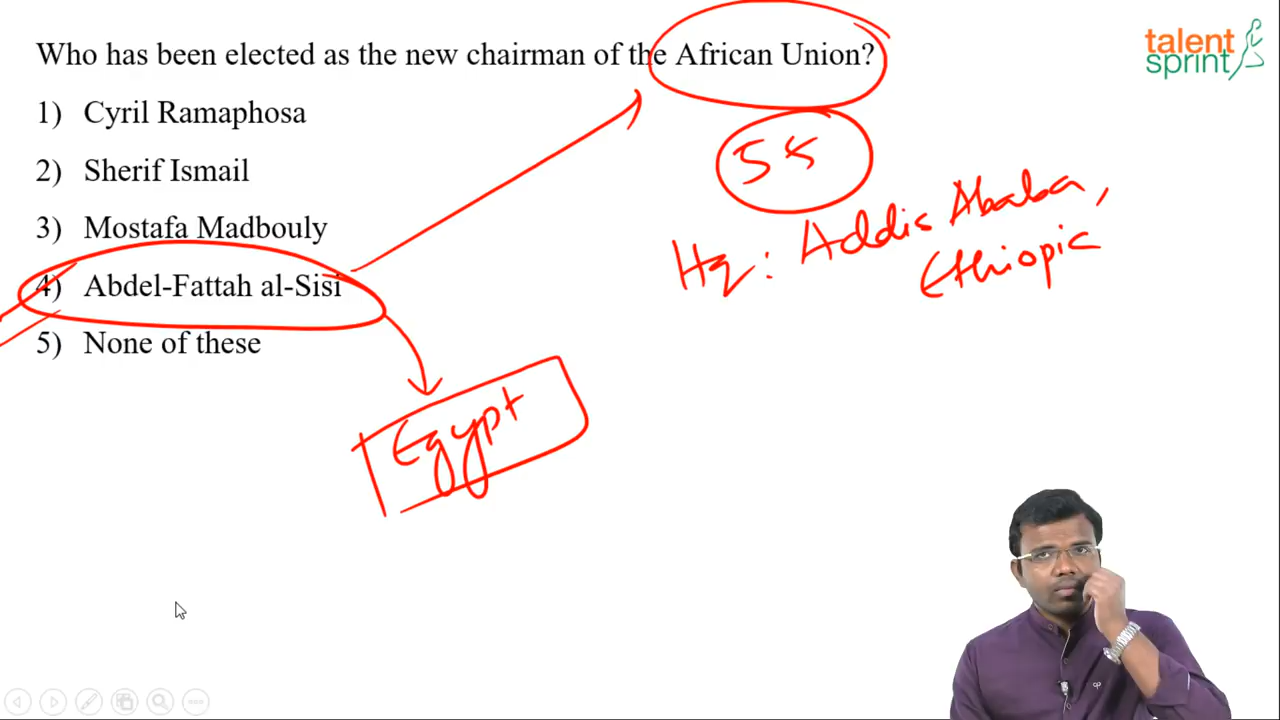 Who has been elected as the new chairman of the African Union?
talent
sprint
1) Cyril Ramaphosa
2) Sherif Ismail
3) Mostafa Madbouly
4) Abdel-Fattah al-Sisi
5) None of these
Hq: Addis Ababa,
Ethiopia
Egypt